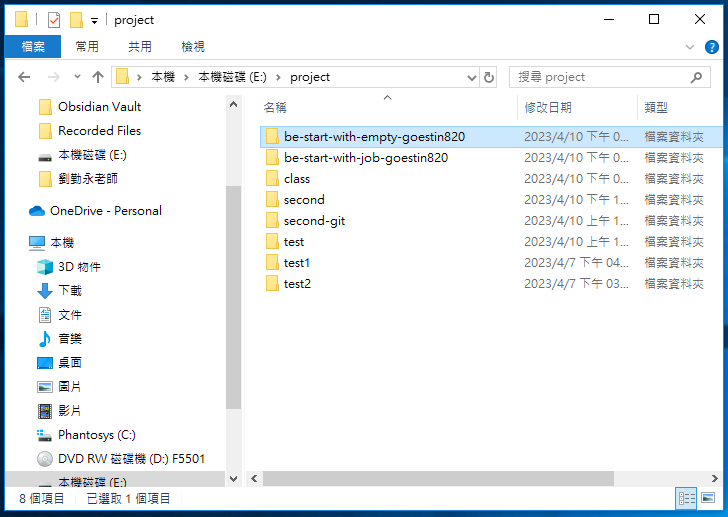 project
檔案 常用 共用 檢視
本機 本機磁碟 (E:) project
搜尋 project
Obsidian Vault
Recorded Files
本機磁碟 (E:)
劉勤永老師
OneDrive - Personal
本機
3D 物件
下載
文件
音樂
桌面
圖片
影片
Phantosys (C:)
DVD RW 磁碟機 (D:) F5501
本機磁碟 (E:)
名稱 修改日期 類型
be-start-with-empty-goestin820 2023/4/10 下午 0... 檔案資料夾
be-start-with-job-goestin820 2023/4/10 下午 0... 檔案資料夾
class 2023/4/10 下午 0... 檔案資料夾
second 2023/4/10 下午 1... 檔案資料夾
second-git 2023/4/10 上午 1... 檔案資料夾
test 2023/4/10 上午 1... 檔案資料夾
test1 2023/4/7 下午 04... 檔案資料夾
test2 2023/4/7 下午 03... 檔案資料夾
8 個項目 已選取 1 個項目